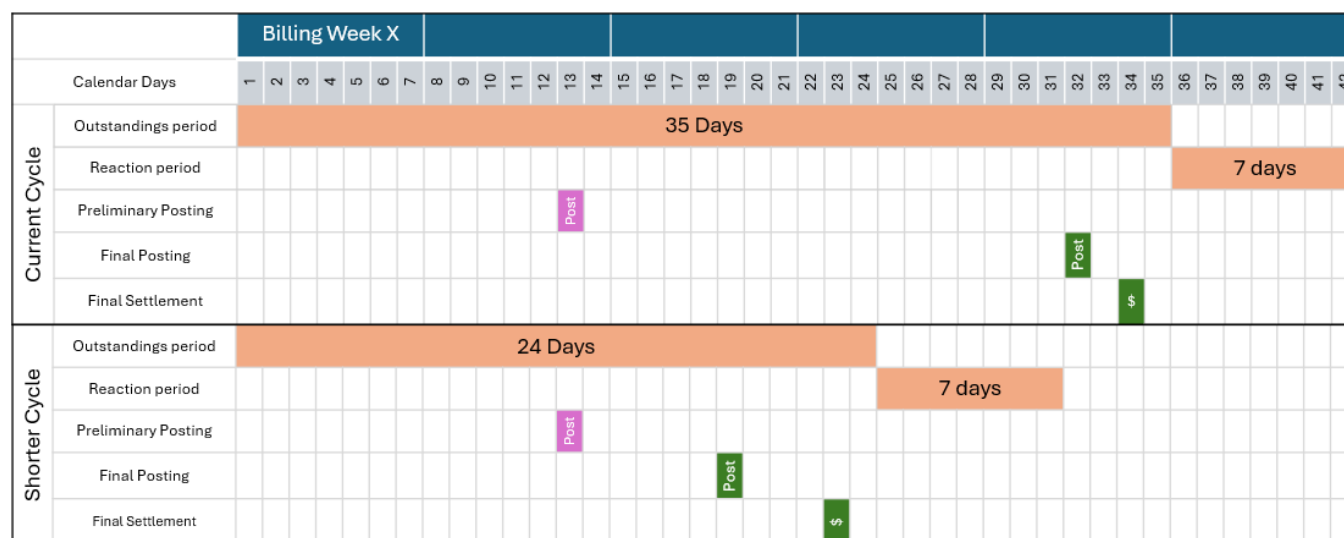 Billing Week X
Calendar Days 1 2 3 4 5 6 7 8 9 10 11 12 13 14 15 16 17 18 19 20 21 22 23 24 25 26 27 28 29 30 31 32 33 34 35 36 37 38 39 40 41
Current Cycle
Outstandings period 35 Days
Reaction period 7 days
Preliminary Posting Post
Final Posting Post
Final Settlement $
Shorter Cycle
Outstandings period 24 Days
Reaction period 7 days
Preliminary Posting Post
Final Posting Post
Final Settlement $